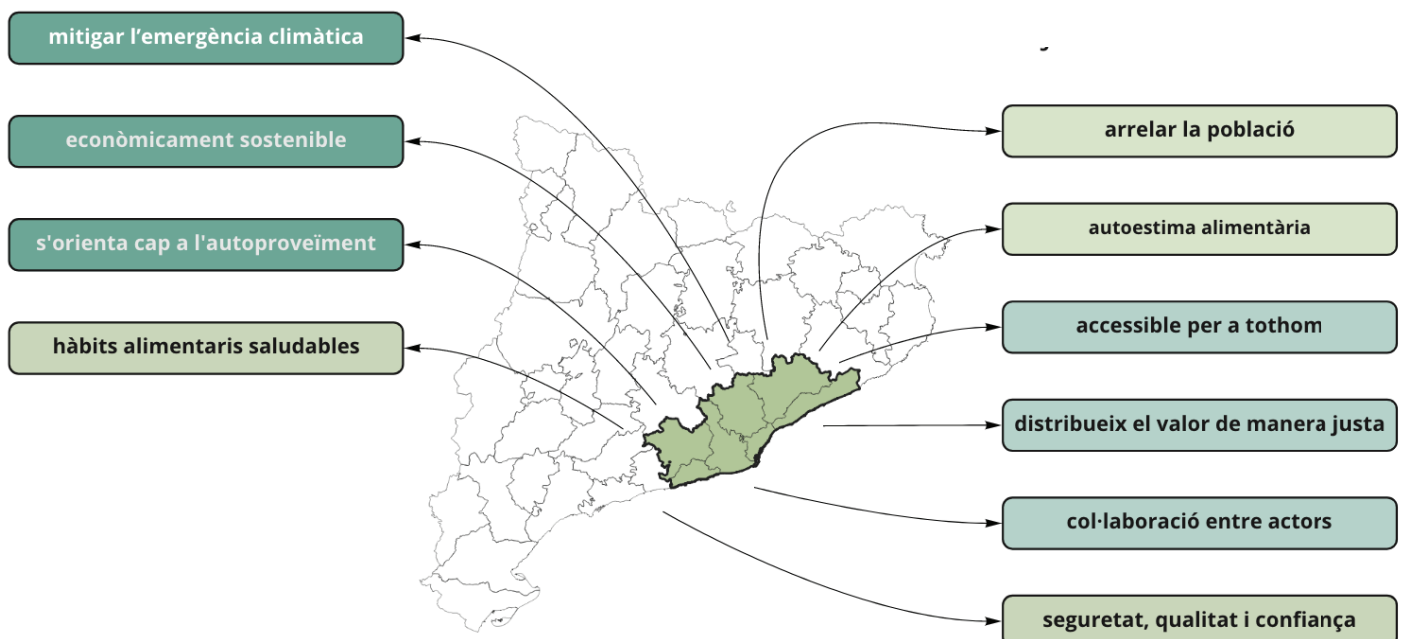 mitigar l’emergència climàtica
econòmicament sostenible
s'orienta cap a l'autoproveïment
hàbits alimentaris saludables
arrelar la població
autoestima alimentària
accessible per a tothom
distribueix el valor de manera justa
col·laboració entre actors
seguretat, qualitat i confiança